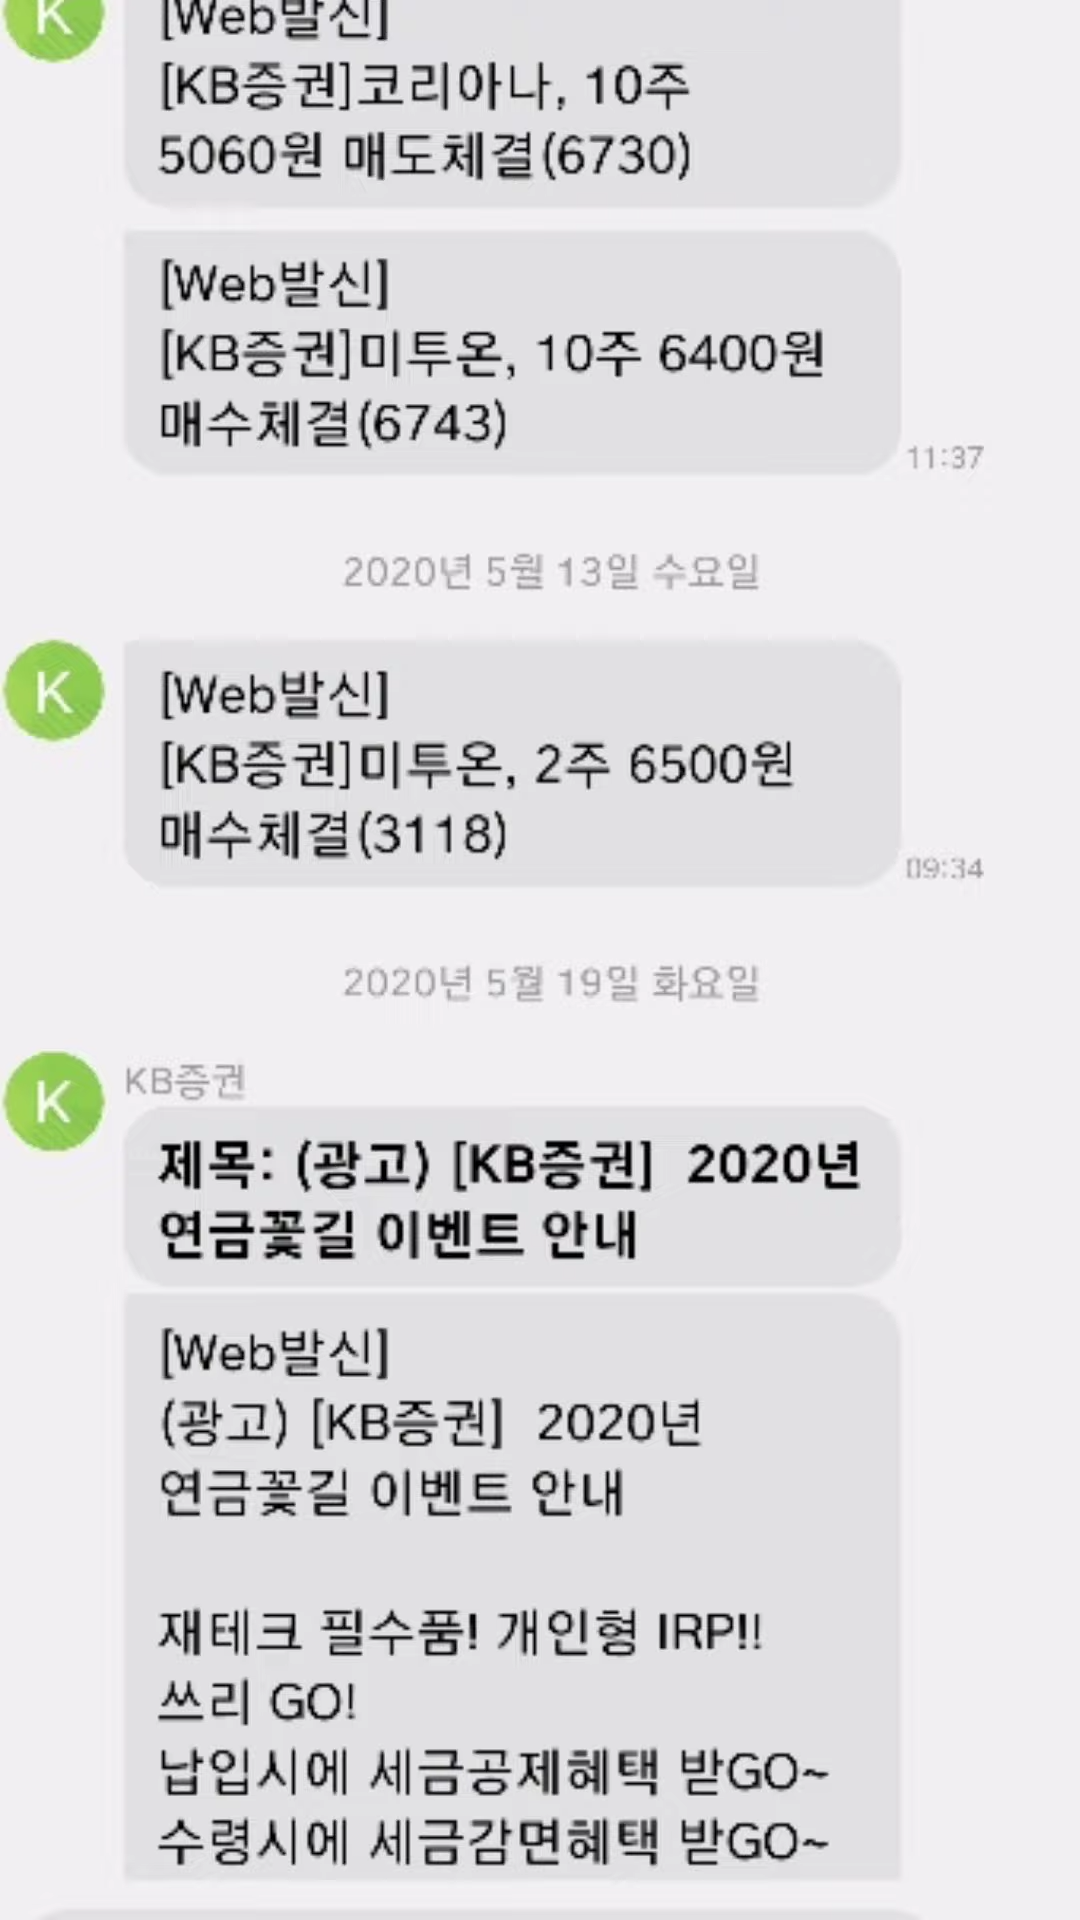 K
[Web발신]
[KB증권]코리아나, 10주
5060원 매도체결(6730)
[Web발신]
[KB증권]미투온, 10주 6400원
매수체결(6743)
11:37
2020년 5월 13일 수요일
K
[Web발신]
[KB증권]미투온, 2주 6500원
매수체결(3118)
09:34
2020년 5월 19일 화요일
K
KB증권
제목: (광고) [KB증권]  2020년
연금꽃길 이벤트 안내
[Web발신]
(광고) [KB증권]  2020년
연금꽃길 이벤트 안내
재테크 필수품! 개인형 IRP!!
쓰리 GO!
납입시에 세금공제혜택 받GO~
수령시에 세금감면혜택 받GO~